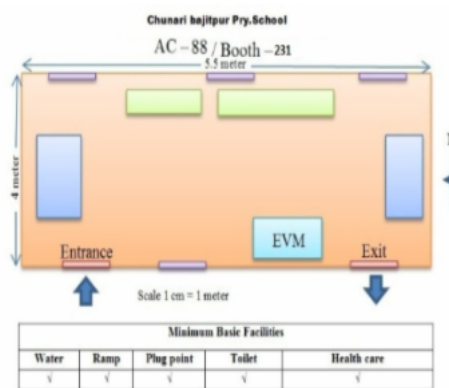 Chunari hajitpur Pry.School
AC – 88 / Booth – 231
5.5 meter
4 meter
EVM
Entrance
Exit
Scale 1 cm = 1 meter
Minimum Basic Facilities
Water Ramp Plug point Toilet Health care
√ √ √ √ √